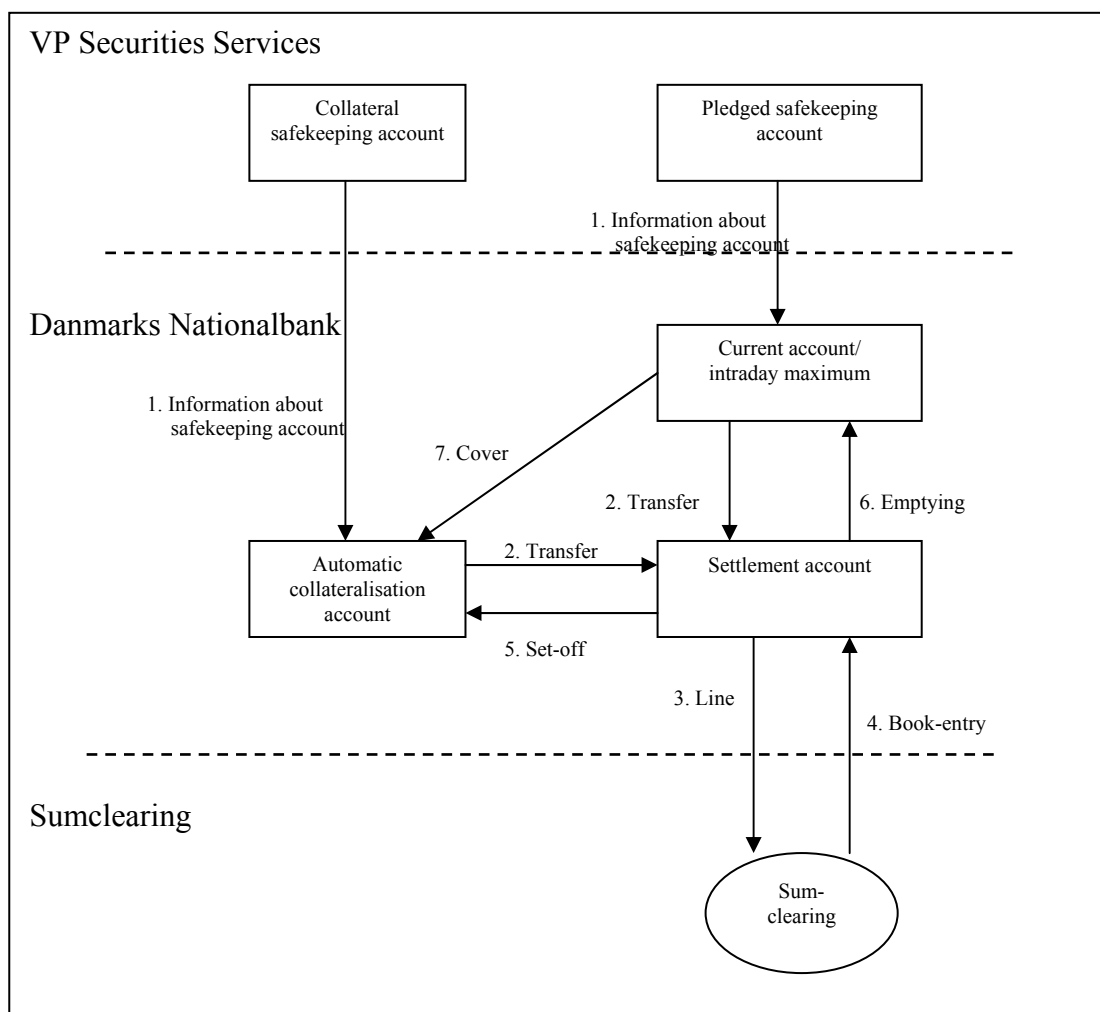 VP Securities Services
Collateral
safekeeping account
Pledged safekeeping
account
1. Information about
safekeeping account
Danmarks Nationalbank
Current account/
intraday maximum
1. Information about
safekeeping account
7. Cover
2. Transfer
6. Emptying
Automatic
collateralisation
account
2. Transfer
Settlement account
5. Set-off
3. Line
4. Book-entry
Sumclearing
Sum-
clearing